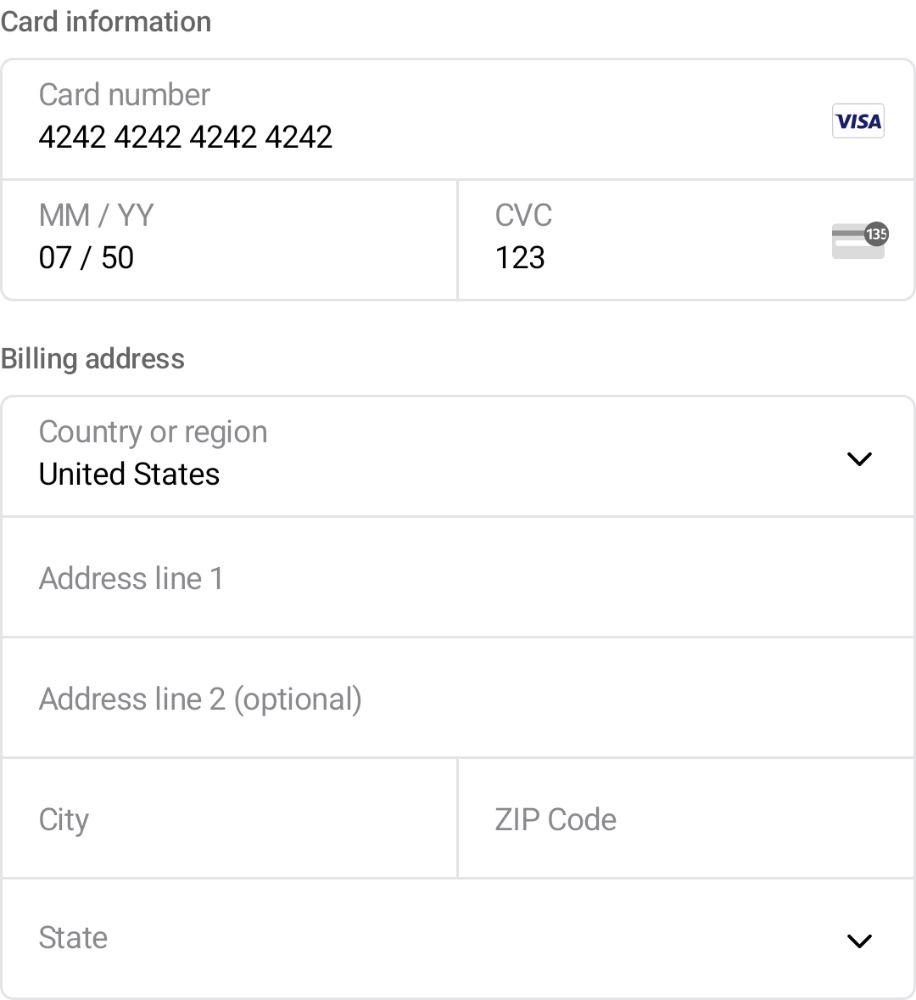 Card information
Card number
4242 4242 4242 4242
VISA
MM / YY
07 / 50
CVC
123
135
Billing address
Country or region
United States
Address line 1
Address line 2 (optional)
City
ZIP Code
State